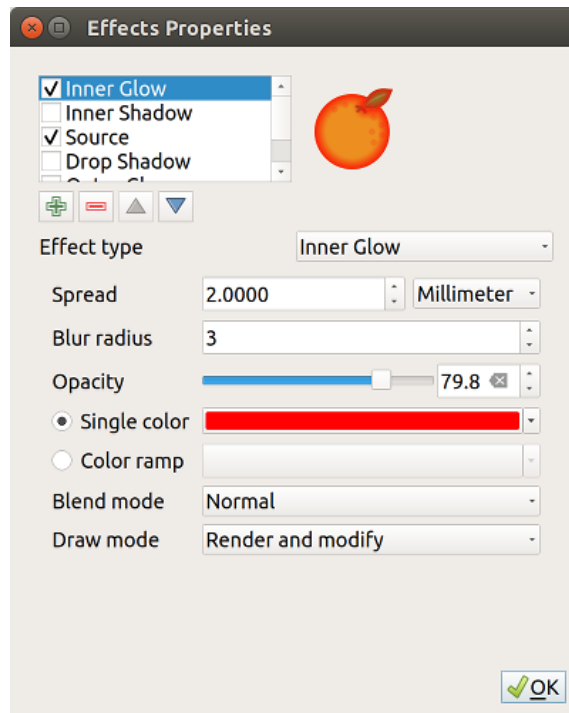 Effects Properties
Inner Glow
Inner Shadow
Source
Drop Shadow
Effect type
Inner Glow
Spread
2.0000
Millimeter
Blur radius
3
Opacity
79.8
Single color
Color ramp
Blend mode
Normal
Draw mode
Render and modify
OK